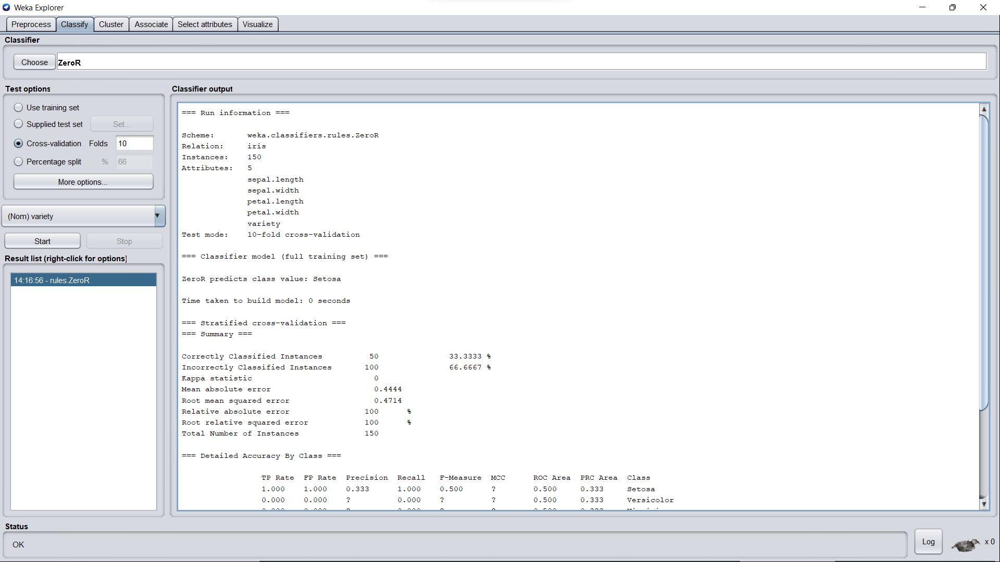 Weka Explorer
Preprocess Classify Cluster Associate Select attributes Visualize
Classifier
Choose ZeroR
Test options
Use training set
Supplied test set Set...
Cross-validation Folds 10
Percentage split % 66
More options...
(Nom) variety
Start Stop
Result list (right-click for options)
14:16:56 - rules.ZeroR
Classifier output
=== Run information ===
Scheme: weka.classifiers.rules.ZeroR
Relation: iris
Instances: 150
Attributes: 5
sepal.length
sepal.width
petal.length
petal.width
variety
Test mode: 10-fold cross-validation
=== Classifier model (full training set) ===
ZeroR predicts class value: Setosa
Time taken to build model: 0 seconds
=== Stratified cross-validation ===
=== Summary ===
Correctly Classified Instances 50 33.3333 %
Incorrectly Classified Instances 100 66.6667 %
Kappa statistic 0
Mean absolute error 0.4444
Root mean squared error 0.4714
Relative absolute error 100 %
Root relative squared error 100 %
Total Number of Instances 150
=== Detailed Accuracy By Class ===
TP Rate FP Rate Precision Recall F-Measure MCC ROC Area PRC Area Class
1.000 1.000 0.333 1.000 0.500 ? 0.500 0.333 Setosa
0.000 0.000 ? 0.000 ? ? 0.500 0.333 Versicolor
Status
OK
Log
x 0